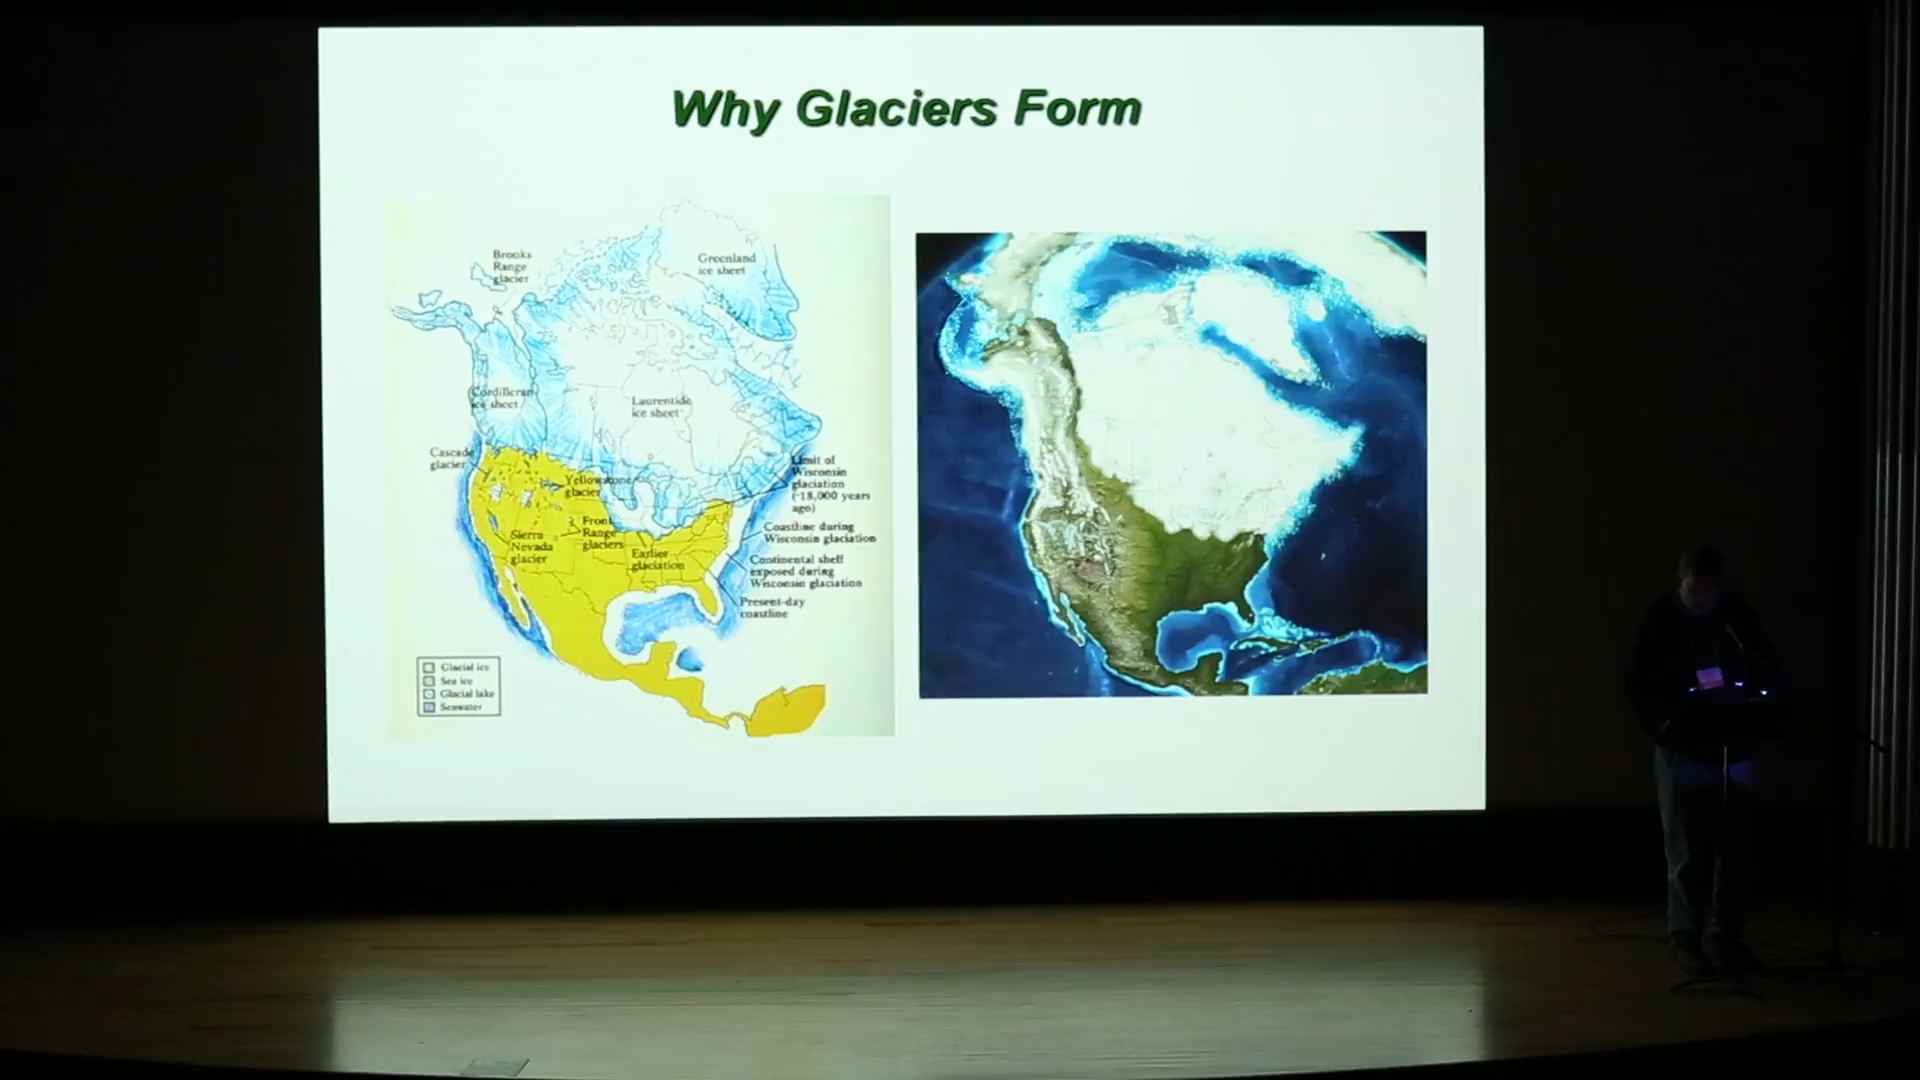 Why Glaciers Form
Brooks
Range
glacier
Greenland
ice sheet
Cordilleran
ice sheet
Laurentide
ice sheet
Cascade
glacier
Yellowstone
glacier
Limit of
Wisconsin
glaciation
(~18,000 years
ago)
Front
Range
glaciers
Sierra
Nevada
glacier
Earlier
glaciation
Coastline during
Wisconsin glaciation
Continental shelf
exposed during
Wisconsin glaciation
Present-day
coastline
Glacial ice
Sea ice
Glacial lake
Seawater